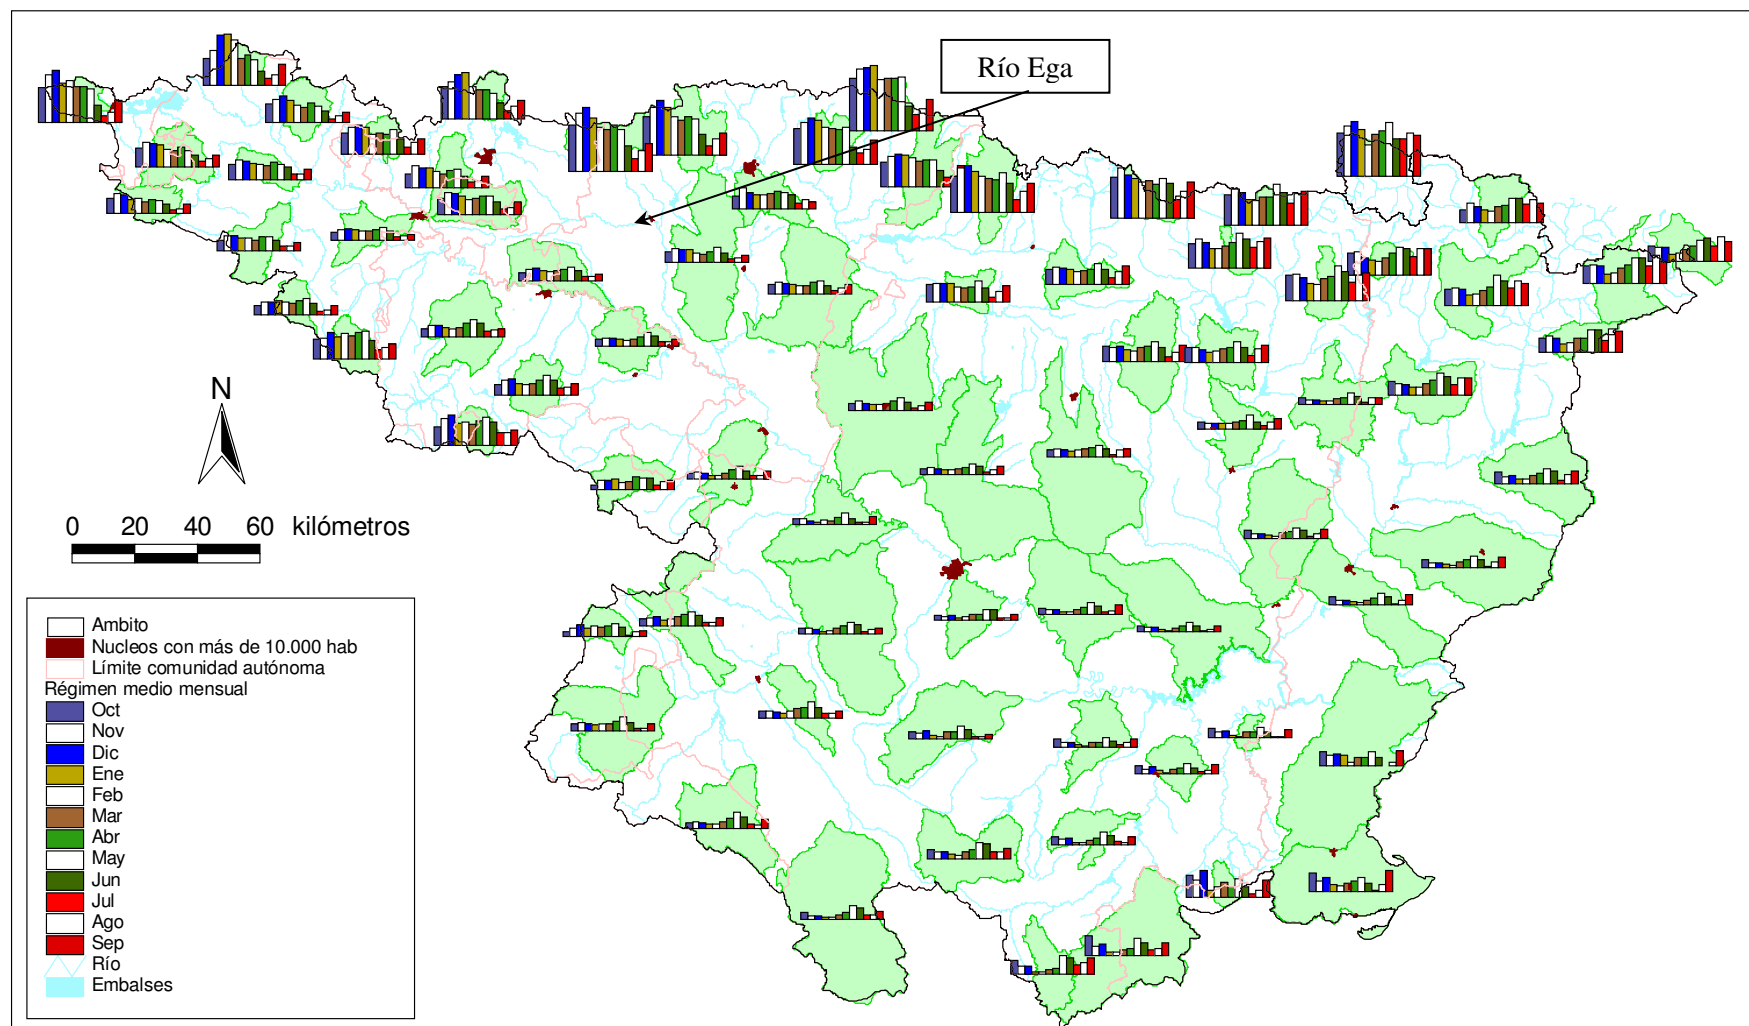 Río Ega
N
0 20 40 60 kilómetros
Ambito
Nucleos con más de 10.000 hab
Límite comunidad autónoma
Régimen medio mensual
Oct
Nov
Dic
Ene
Feb
Mar
Abr
May
Jun
Jul
Ago
Sep
Río
Embalses